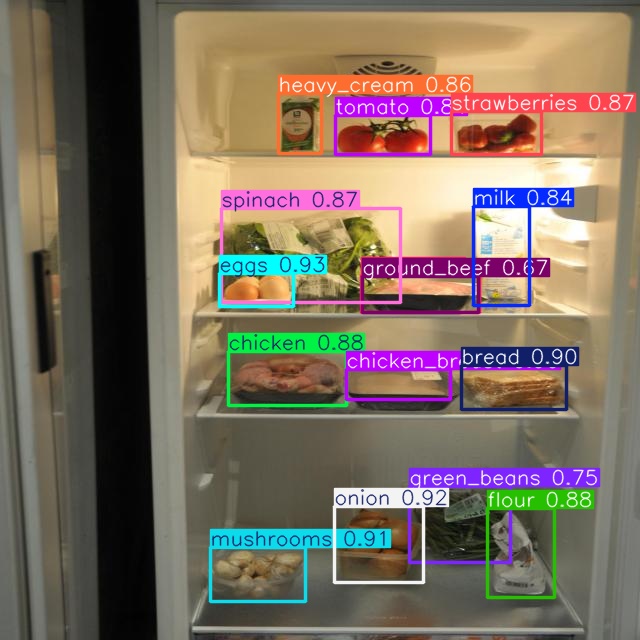 heavy_cream 0.86
tomato 0.8
strawberries 0.87
spinach 0.87
milk 0.84
eggs 0.93
ground_beef 0.67
chicken 0.88
chicken_br
bread 0.90
green_beans 0.75
onion 0.92
flour 0.88
mushrooms 0.91